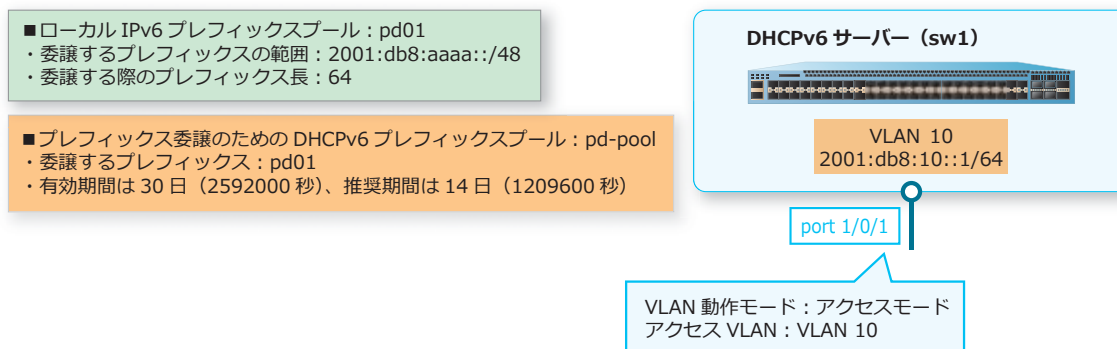 ■ローカル IPv6 プレフィックスプール：pd01
・委譲するプレフィックスの範囲：2001:db8:aaaa::/48
・委譲する際のプレフィックス長：64
■プレフィックス委譲のための DHCPv6 プレフィックスプール：pd-pool
・委譲するプレフィックス：pd01
・有効期間は 30 日（2592000 秒）、推奨期間は 14 日（1209600 秒）
DHCPv6 サーバー（sw1）
VLAN 10
2001:db8:10::1/64
port 1/0/1
VLAN 動作モード：アクセスモード
アクセス VLAN：VLAN 10